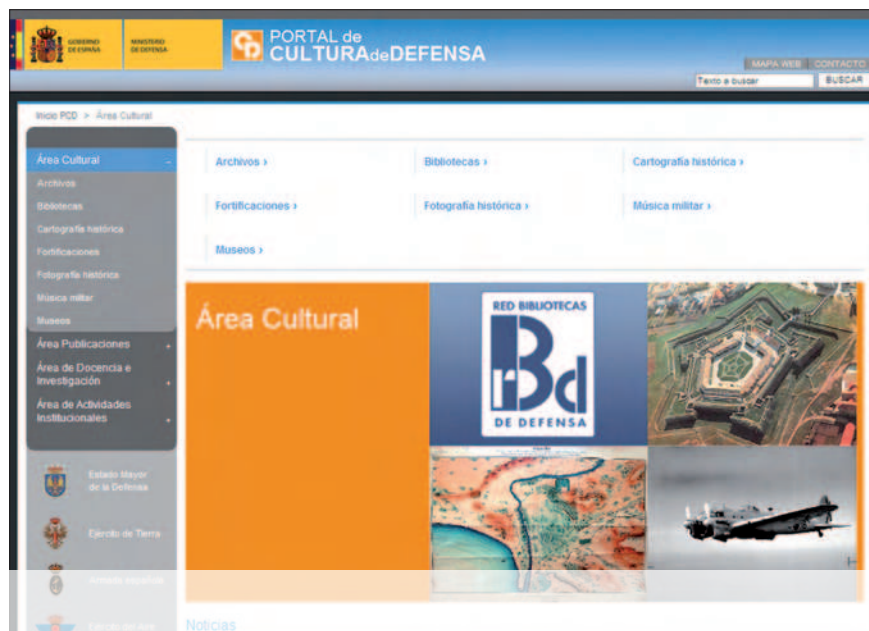 GOBIERNO
DE ESPAÑA
MINISTERIO
DE DEFENSA
PORTAL de
CULTURAdeDEFENSA
MAPA WEB
CONTACTO
Texto a buscar
BUSCAR
Inicio PCD > Área Cultural
Área Cultural -
Archivos
Bibliotecas
Cartografía histórica
Fortificaciones
Fotografía histórica
Música militar
Museos
Área Publicaciones +
Área de Docencia e
Investigación +
Área de Actividades
Institucionales +
Estado Mayor
de la Defensa
Ejército de Tierra
Armada española
Archivos ›
Bibliotecas ›
Cartografía histórica ›
Fortificaciones ›
Fotografía histórica ›
Música militar ›
Museos ›
Área Cultural
RED BIBLIOTECAS
Brd
DE DEFENSA
Noticias